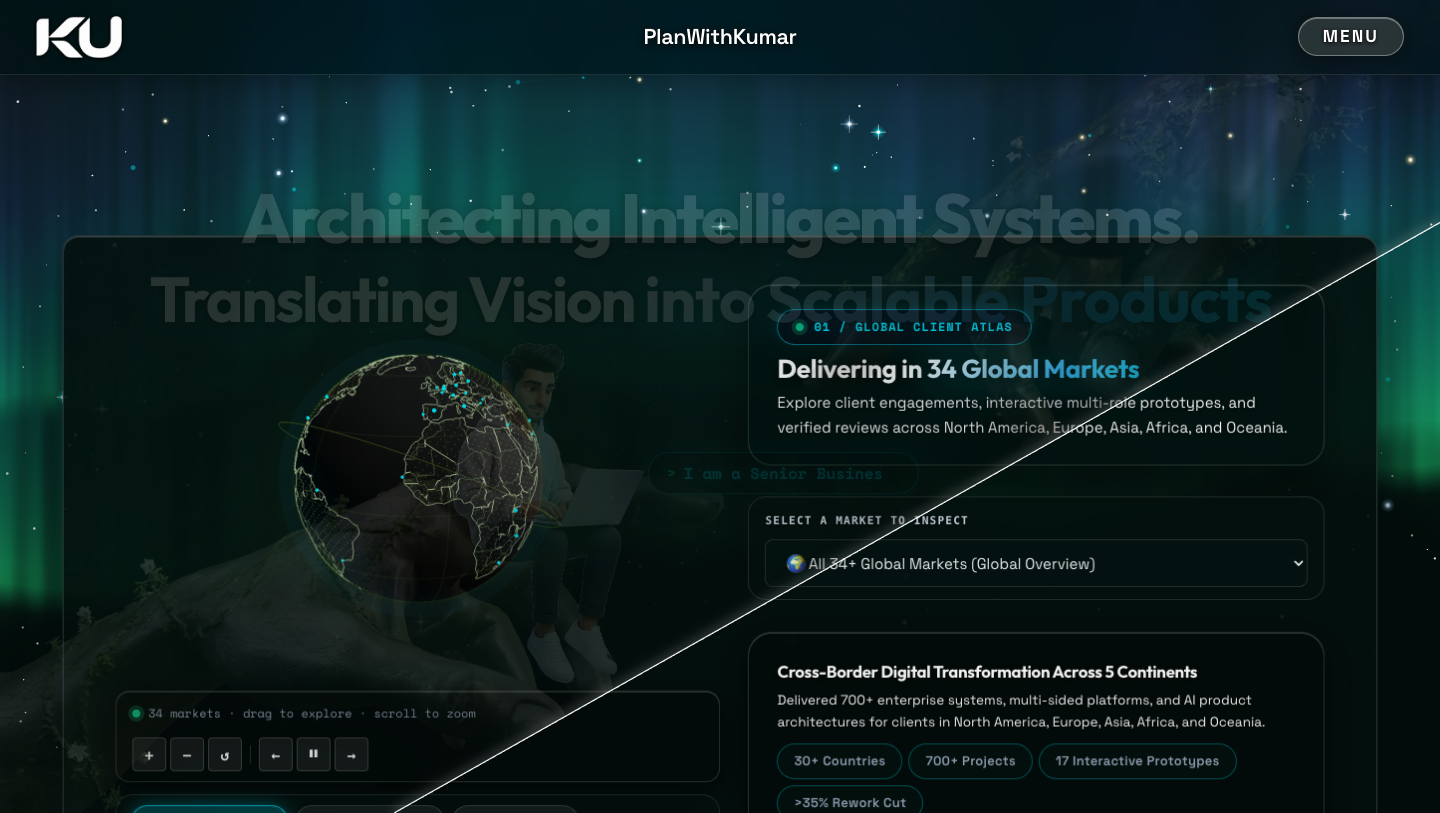 KU
PlanWithKumar
MENU
Architecting Intelligent Systems.
Translating Vision into Scalable Products
01 / GLOBAL CLIENT ATLAS
Delivering in 34 Global Markets
Explore client engagements, interactive multi-role prototypes, and
verified reviews across North America, Europe, Asia, Africa, and Oceania.
> I am a Senior Busines
SELECT A MARKET TO INSPECT
🌍 All 34+ Global Markets (Global Overview)
Cross-Border Digital Transformation Across 5 Continents
Delivered 700+ enterprise systems, multi-sided platforms, and AI product
architectures for clients in North America, Europe, Asia, Africa, and Oceania.
30+ Countries
700+ Projects
17 Interactive Prototypes
>35% Rework Cut
34 markets · drag to explore · scroll to zoom
+ − ↺ ← ⏸ →